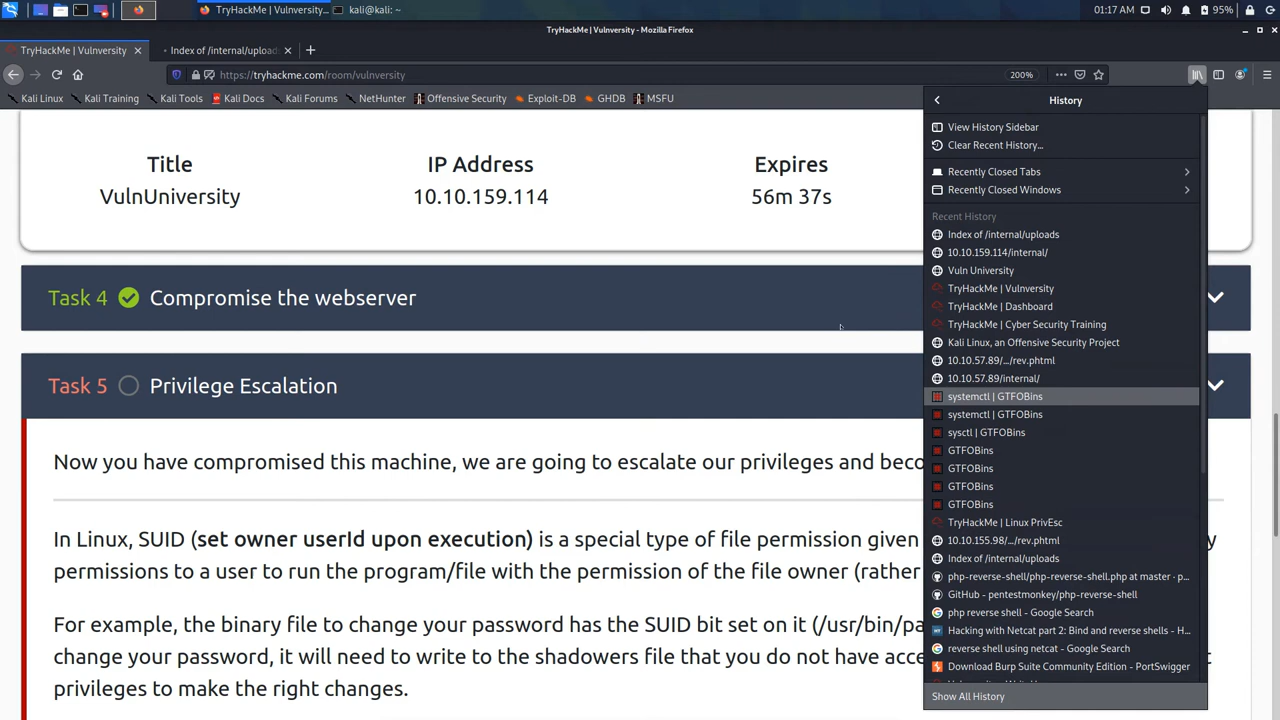 TryHackMe | Vulnversity...
kali@kali: ~
01:17 AM
95%
TryHackMe | Vulnversity - Mozilla Firefox
TryHackMe | Vulnversity
Index of /internal/upload
https://tryhackme.com/room/vulnversity
200%
Kali Linux
Kali Training
Kali Tools
Kali Docs
Kali Forums
NetHunter
Offensive Security
Exploit-DB
GHDB
MSFU
Title
IP Address
Expires
VulnUniversity
10.10.159.114
56m 37s
Task 4
Compromise the webserver
Task 5
Privilege Escalation
Now you have compromised this machine, we are going to escalate our privileges and beco
In Linux, SUID (set owner userId upon execution) is a special type of file permission given
y
permissions to a user to run the program/file with the permission of the file owner (rather
For example, the binary file to change your password has the SUID bit set on it (/usr/bin/pa
change your password, it will need to write to the shadowers file that you do not have acce
t
privileges to make the right changes.
History
View History Sidebar
Clear Recent History...
Recently Closed Tabs
Recently Closed Windows
Recent History
Index of /internal/uploads
10.10.159.114/internal/
Vuln University
TryHackMe | Vulnversity
TryHackMe | Dashboard
TryHackMe | Cyber Security Training
Kali Linux, an Offensive Security Project
10.10.57.89/.../rev.phtml
10.10.57.89/internal/
systemctl | GTFOBins
systemctl | GTFOBins
sysctl | GTFOBins
GTFOBins
GTFOBins
GTFOBins
GTFOBins
TryHackMe | Linux PrivEsc
10.10.155.98/.../rev.phtml
Index of /internal/uploads
php-reverse-shell/php-reverse-shell.php at master · p...
GitHub - pentestmonkey/php-reverse-shell
php reverse shell - Google Search
Hacking with Netcat part 2: Bind and reverse shells - H...
reverse shell using netcat - Google Search
Download Burp Suite Community Edition - PortSwigger
Show All History